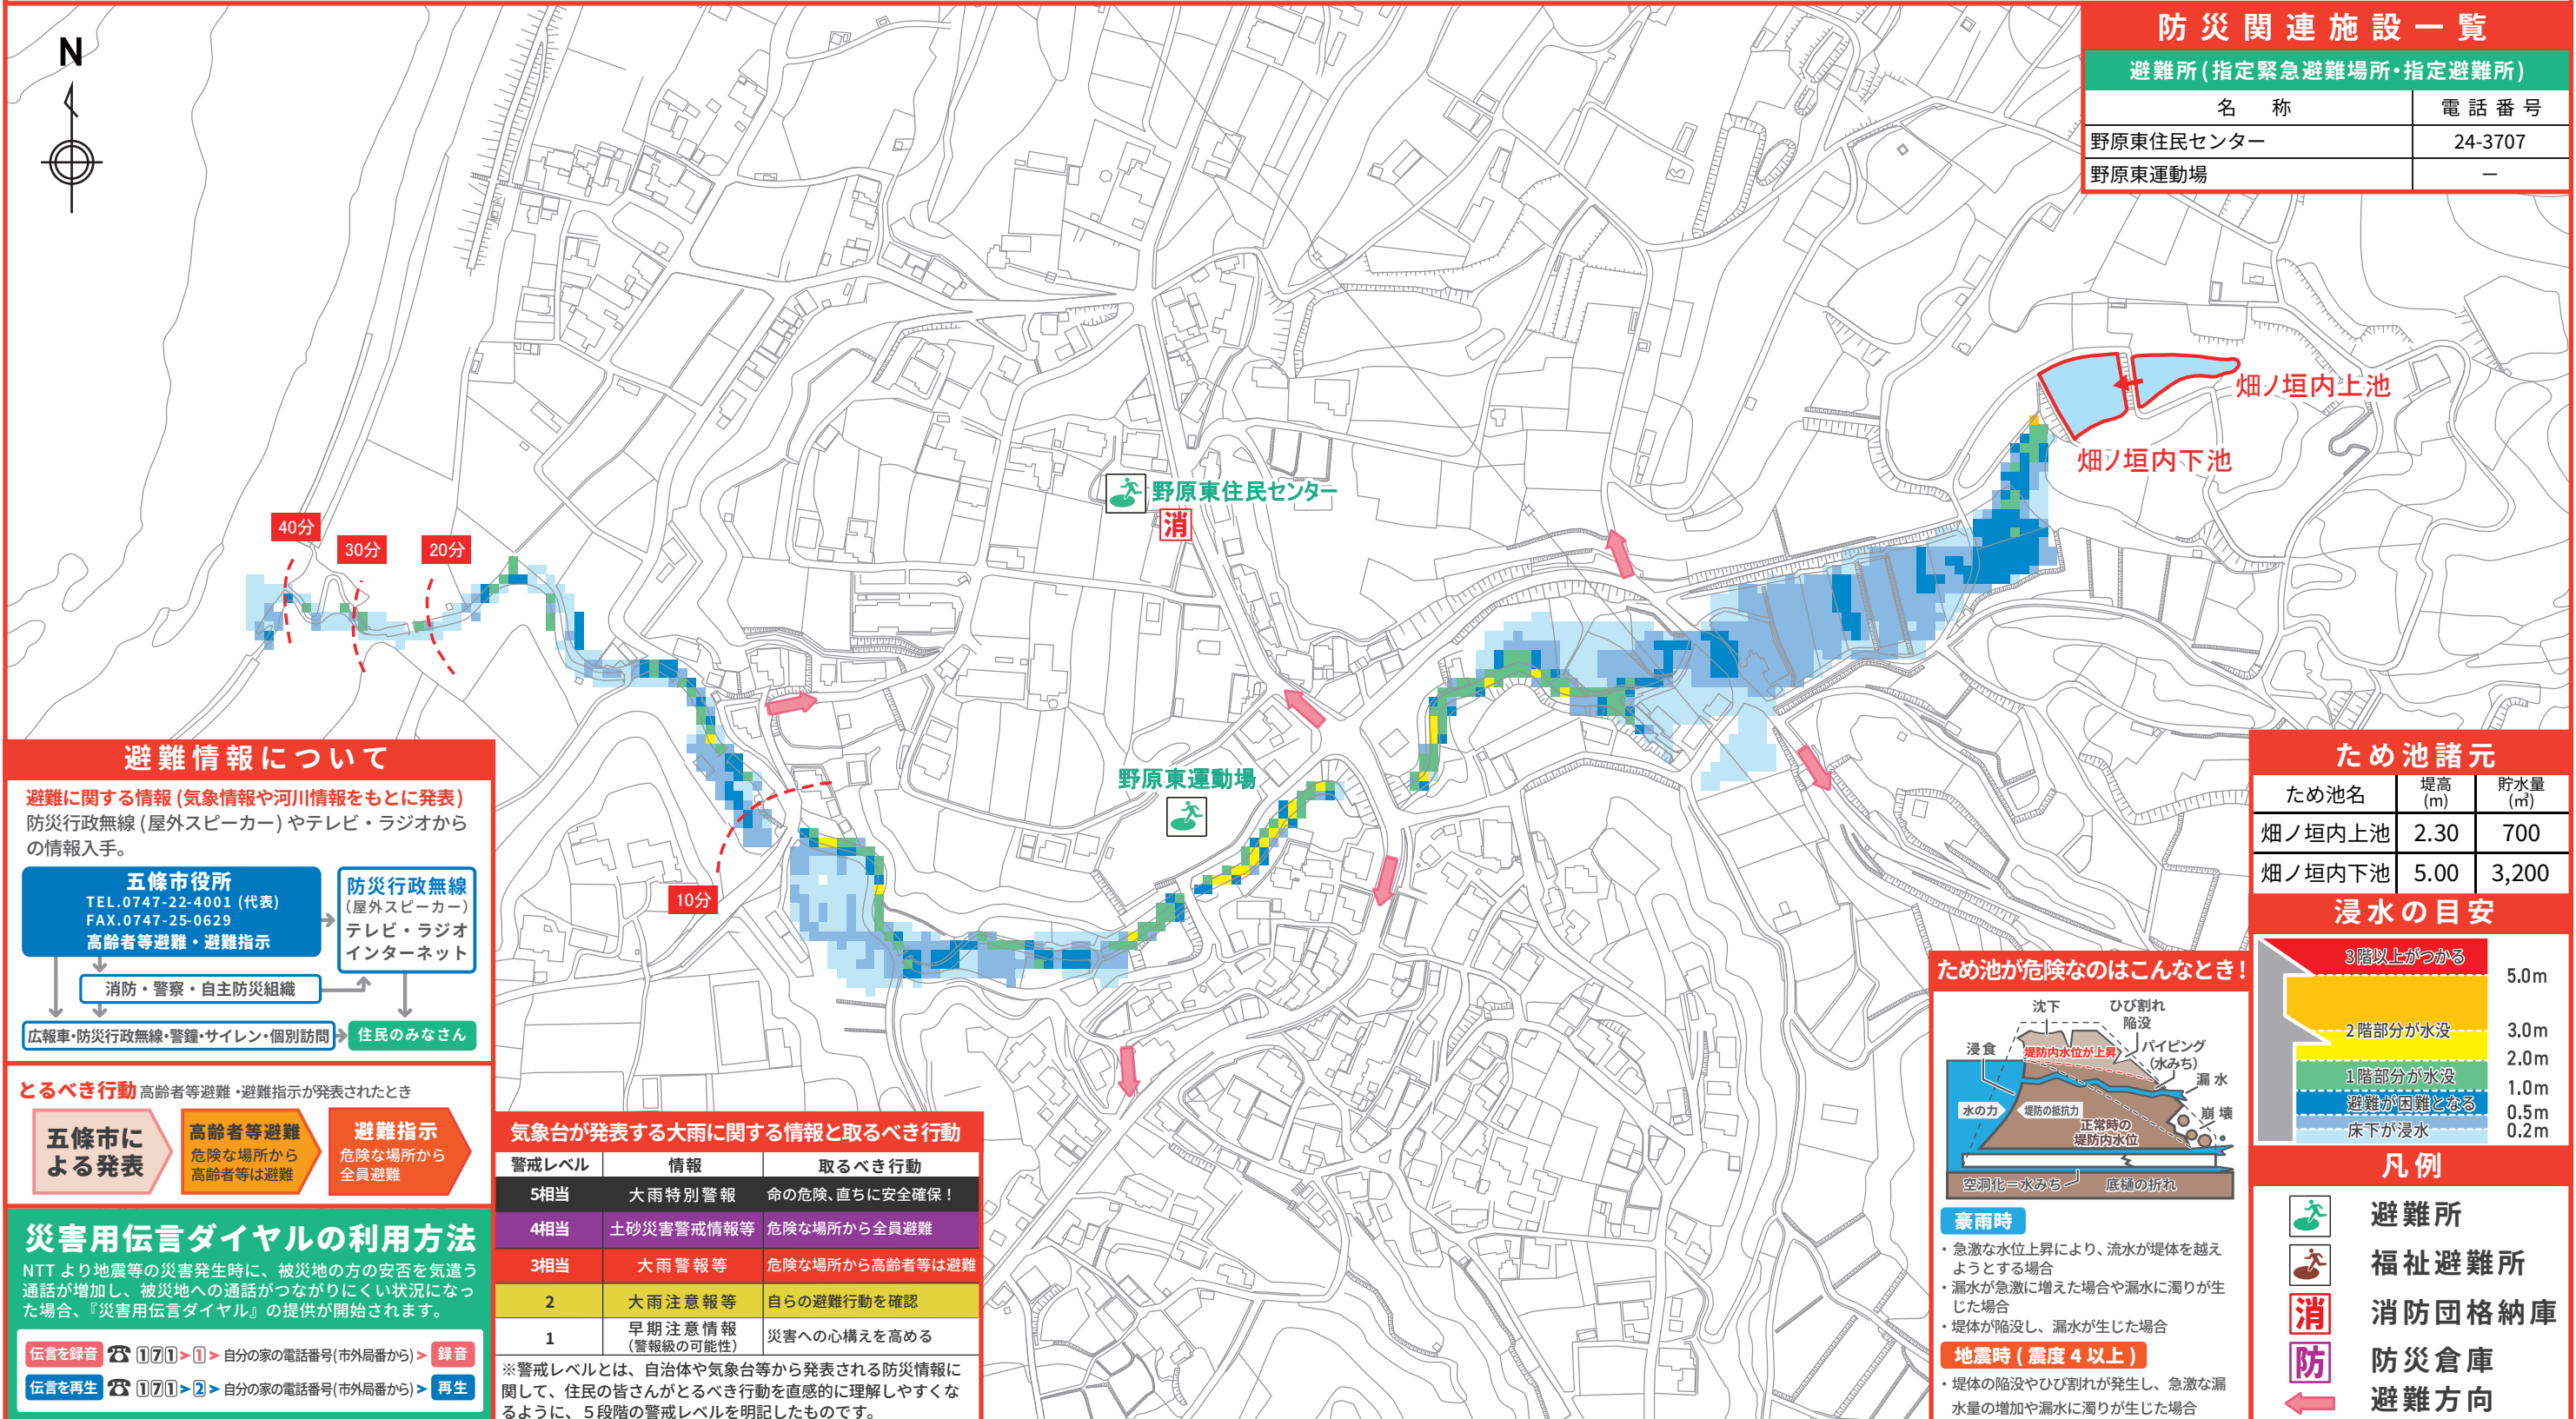 N
防災関連施設一覧
避難所(指定緊急避難場所・指定避難所)
名 称 電話番号
野原東住民センター 24-3707
野原東運動場 －
畑ノ垣内上池
畑ノ垣内下池
野原東住民センター
消
40分
30分
20分
10分
野原東運動場
避難情報について
避難に関する情報(気象情報や河川情報をもとに発表)
防災行政無線(屋外スピーカー)やテレビ・ラジオから
の情報入手。
五條市役所
TEL.0747-22-4001(代表)
FAX.0747-25-0629
高齢者等避難・避難指示
防災行政無線
(屋外スピーカー)
テレビ・ラジオ
インターネット
消防・警察・自主防災組織
広報車・防災行政無線・警鐘・サイレン・個別訪問
住民のみなさん
とるべき行動 高齢者等避難・避難指示が発表されたとき
五條市に
よる発表
高齢者等避難
危険な場所から
高齢者等は避難
避難指示
危険な場所から
全員避難
災害用伝言ダイヤルの利用方法
NTTより地震等の災害発生時に、被災地の方の安否を気遣う
通話が増加し、被災地への通話がつながりにくい状況になっ
た場合、『災害用伝言ダイヤル』の提供が開始されます。
伝言を録音 ☎ 171>1> 自分の家の電話番号(市外局番から)> 録音
伝言を再生 ☎ 171>2> 自分の家の電話番号(市外局番から)> 再生
気象台が発表する大雨に関する情報と取るべき行動
警戒レベル 情報 取るべき行動
5相当 大雨特別警報 命の危険、直ちに安全確保！
4相当 土砂災害警戒情報等 危険な場所から全員避難
3相当 大雨警報等 危険な場所から高齢者等は避難
2 大雨注意報等 自らの避難行動を確認
1 早期注意情報 災害への心構えを高める
(警報級の可能性)
※警戒レベルとは、自治体や気象台等から発表される防災情報に
関して、住民の皆さんがとるべき行動を直感的に理解しやすくな
るように、5段階の警戒レベルを明記したものです。
ため池が危険なのはこんなとき！
沈下
ひび割れ
陥没
浸食
堤防内水位が上昇
パイピング
(水みち)
漏水
水の力
堤防の抵抗力
崩壊
正常時の
堤防内水位
空洞化＝水みち
底樋の折れ
豪雨時
・急激な水位上昇により、流水が堤体を越え
ようとする場合
・漏水が急激に増えた場合や漏水に濁りが生
じた場合
・堤体が陥没し、漏水が生じた場合
地震時(震度4以上)
・堤体の陥没やひび割れが発生し、急激な漏
水量の増加や漏水に濁りが生じた場合
ため池諸元
ため池名 堤高(m) 貯水量(㎥)
畑ノ垣内上池 2.30 700
畑ノ垣内下池 5.00 3,200
浸水の目安
3階以上がつかる
5.0m
2階部分が水没
3.0m
2.0m
1階部分が水没
1.0m
避難が困難となる
0.5m
床下が浸水
0.2m
凡例
避難所
福祉避難所
消 消防団格納庫
防 防災倉庫
避難方向